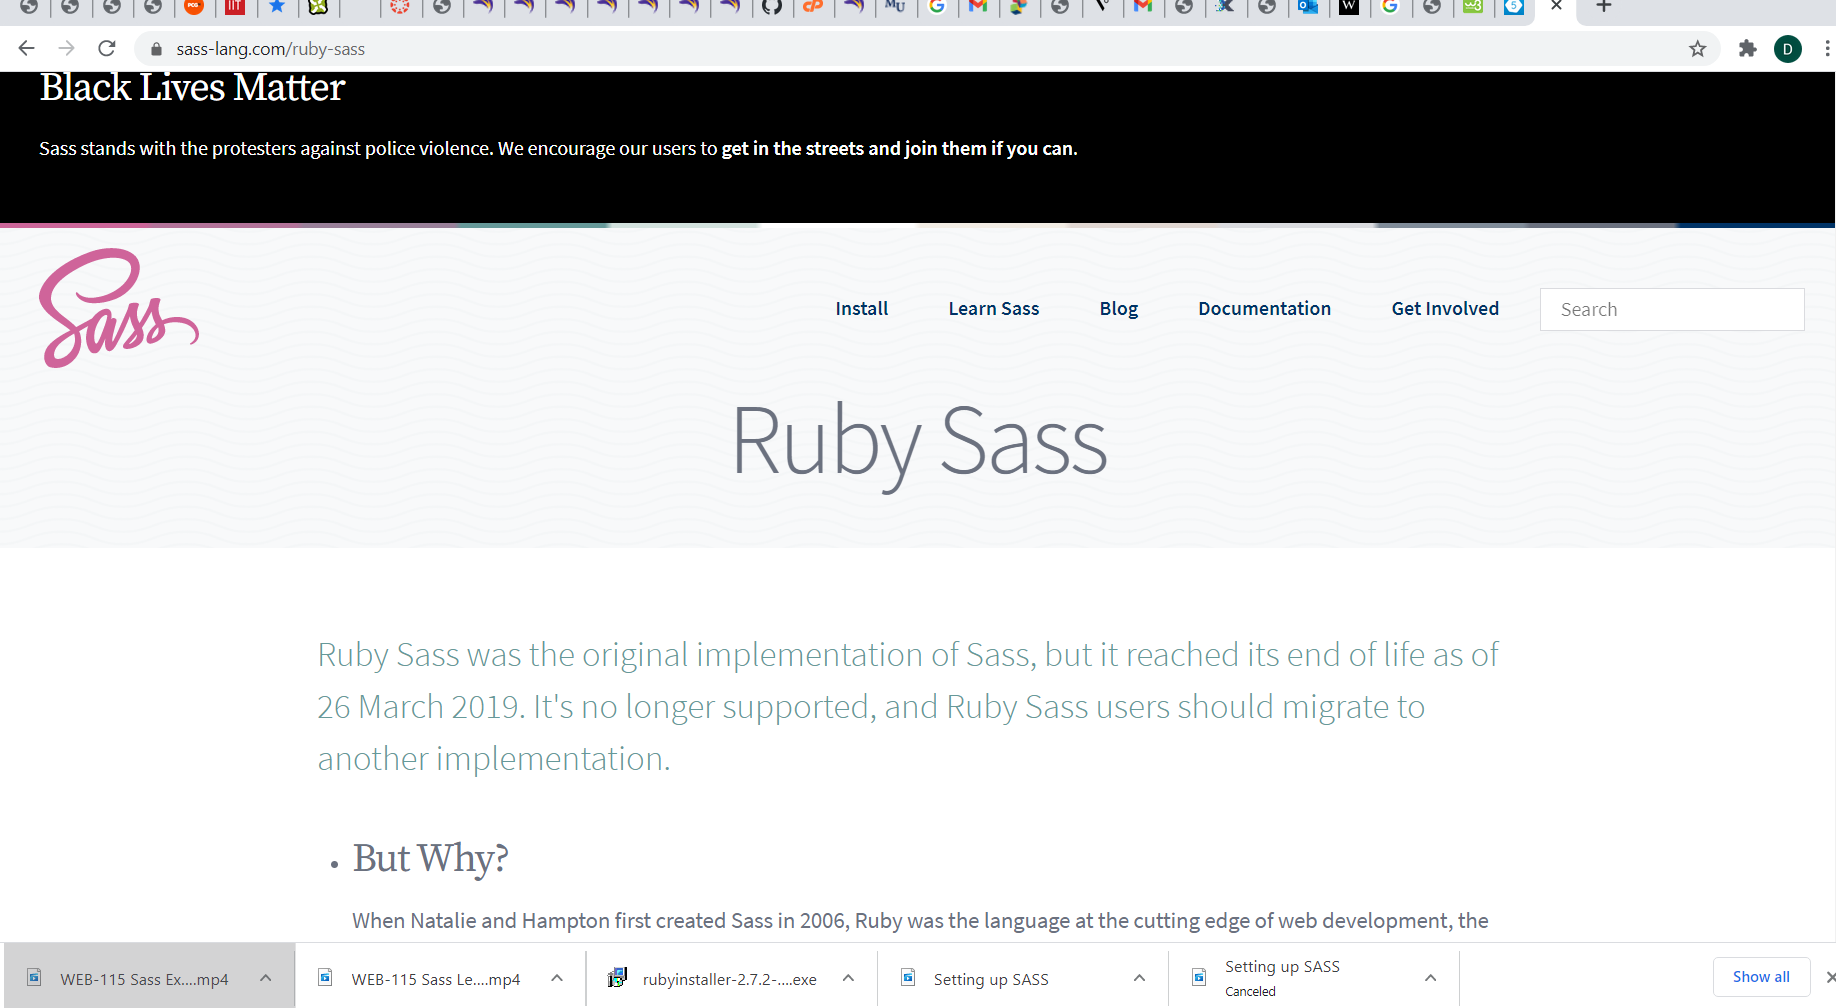 sass-lang.com/ruby-sass
D
Black Lives Matter
Sass stands with the protesters against police violence. We encourage our users to get in the streets and join them if you can.
Sass
Install Learn Sass Blog Documentation Get Involved Search
Ruby Sass
Ruby Sass was the original implementation of Sass, but it reached its end of life as of
26 March 2019. It's no longer supported, and Ruby Sass users should migrate to
another implementation.
• But Why?
When Natalie and Hampton first created Sass in 2006, Ruby was the language at the cutting edge of web development, the
WEB-115 Sass Ex....mp4
WEB-115 Sass Le....mp4
rubyinstaller-2.7.2-....exe
Setting up SASS
Setting up SASS
Canceled
Show all